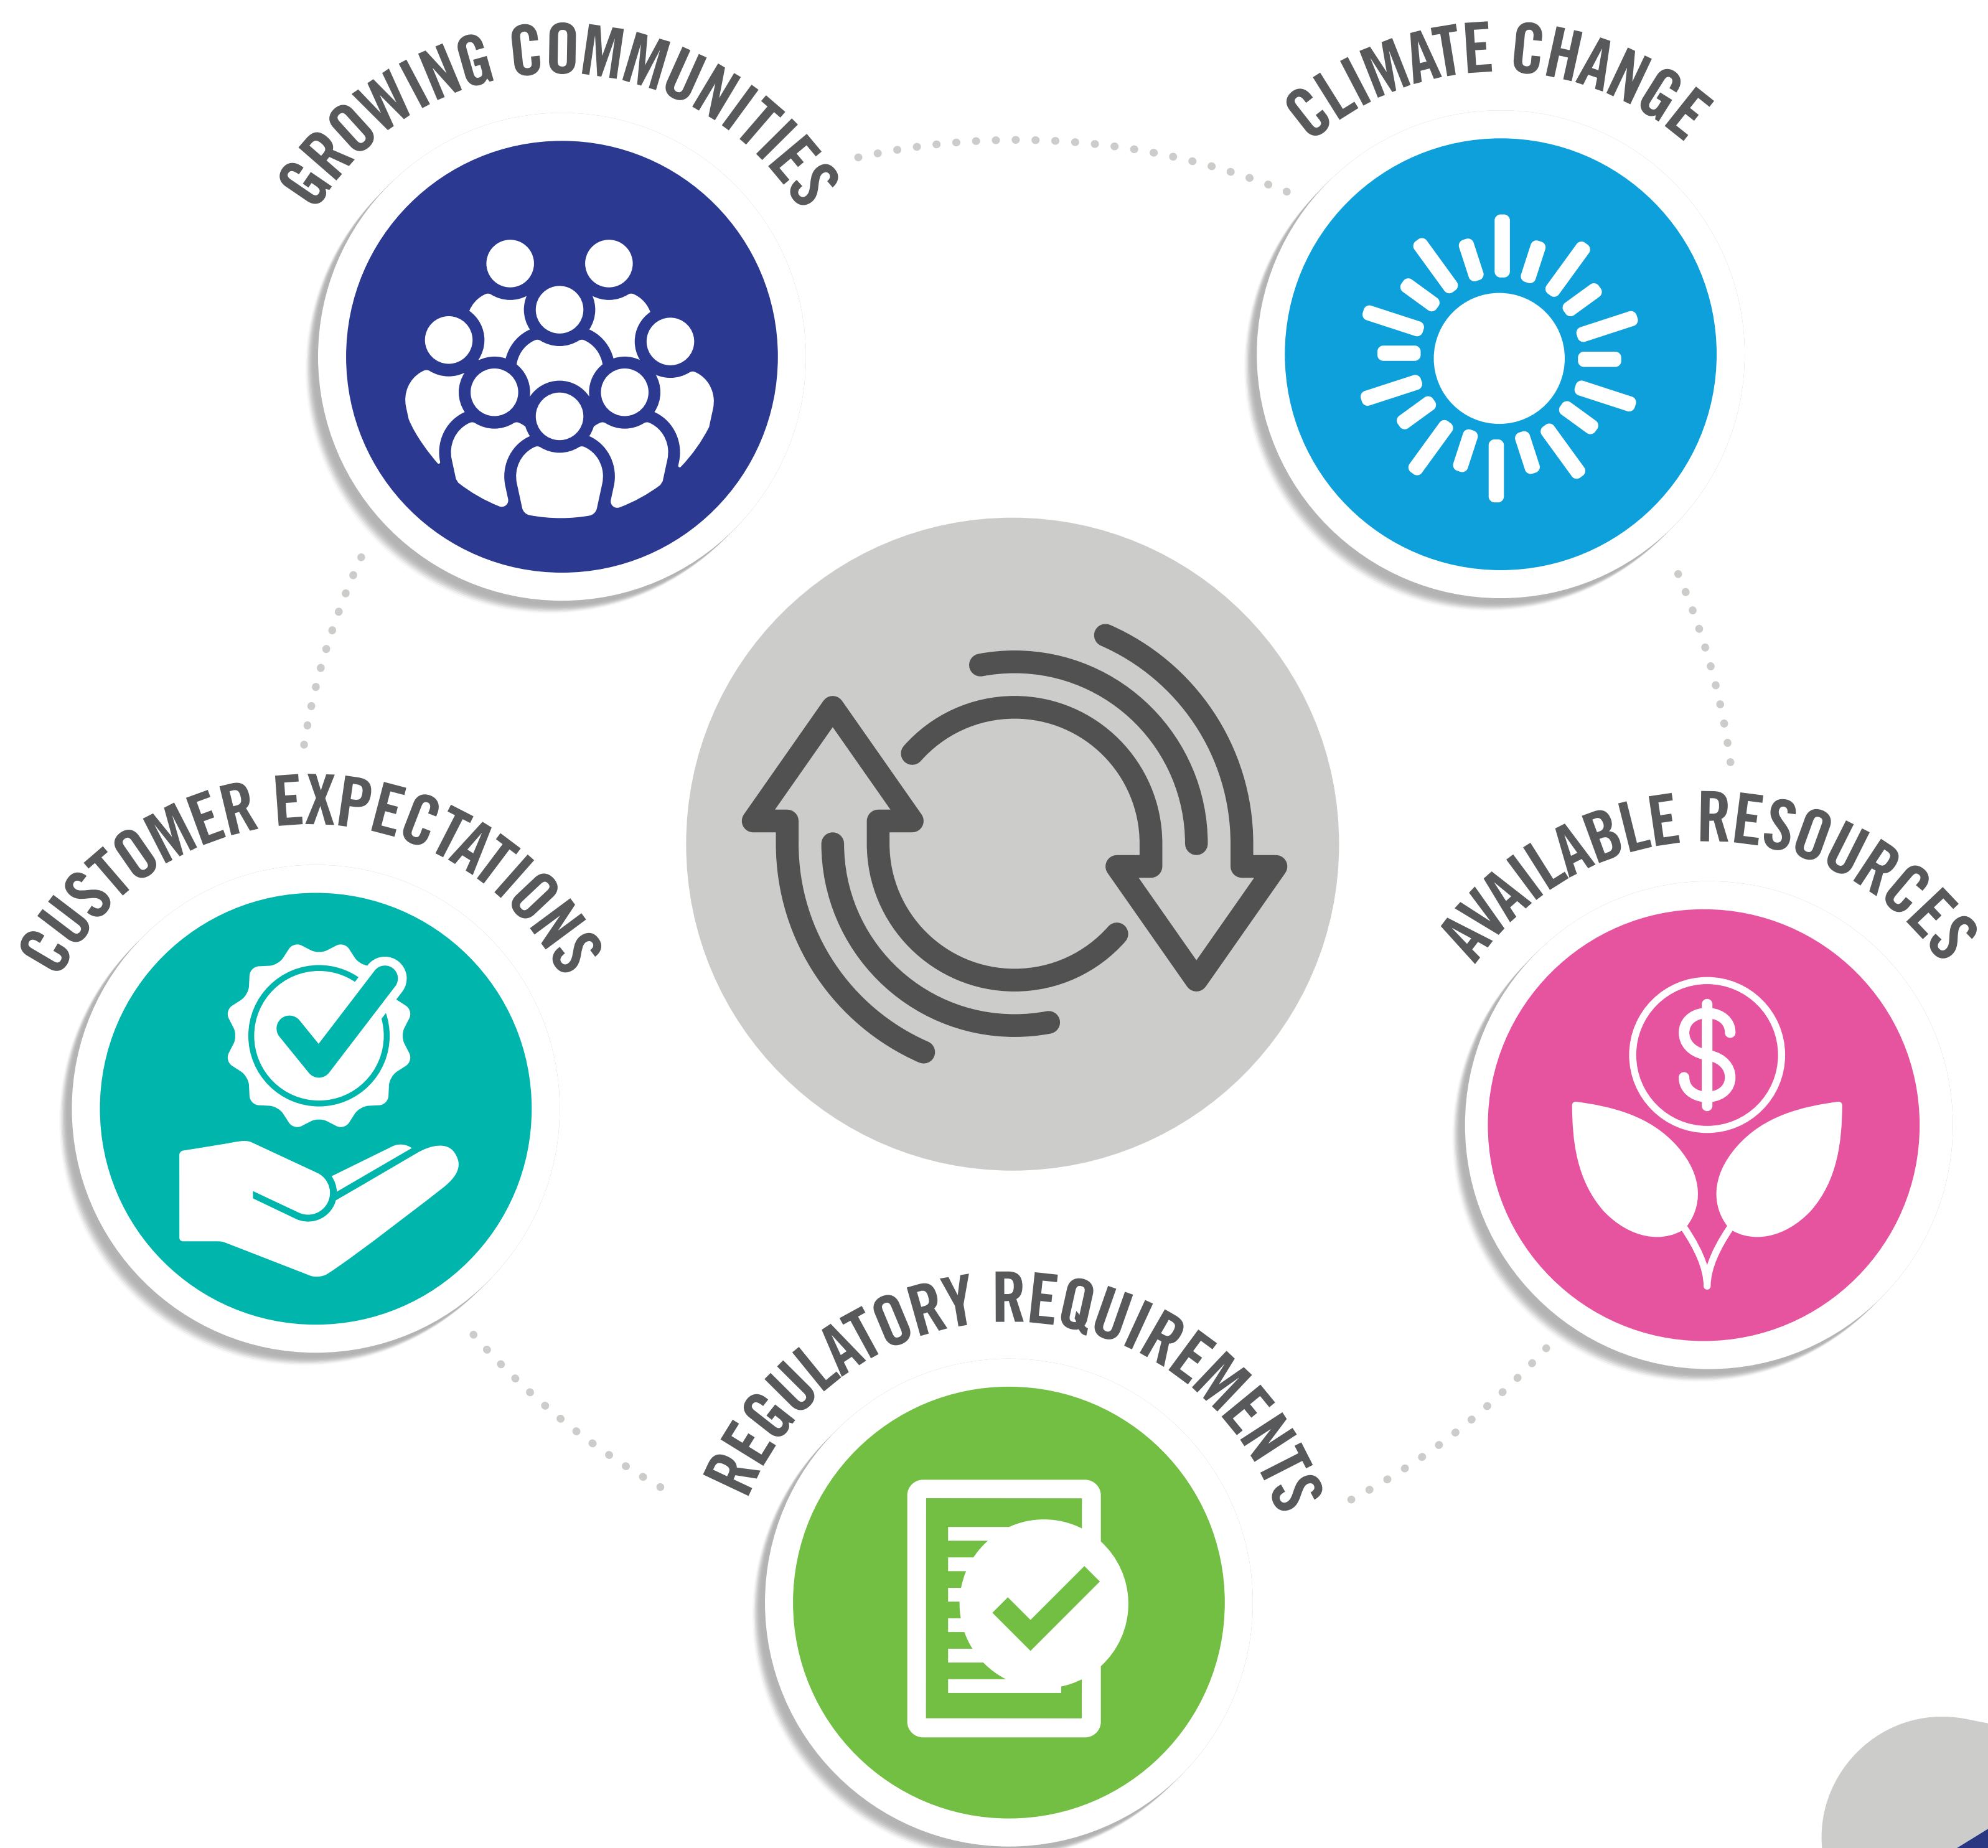 GROWING COMMUNITIES
CLIMATE CHANGE
CUSTOMER EXPECTATIONS
AVAILABLE RESOURCES
$
REGULATORY REQUIREMENTS